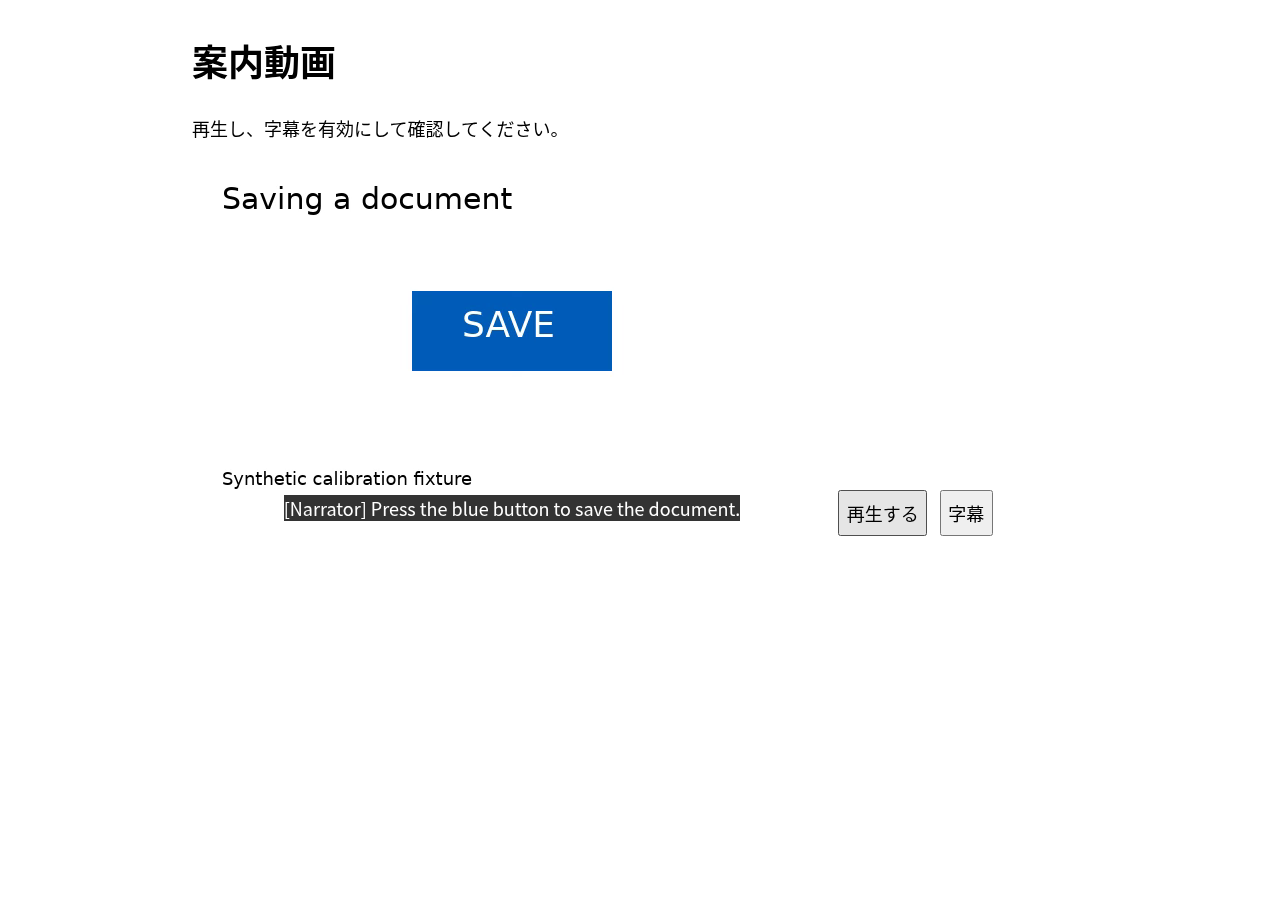 案内動画
再生し、字幕を有効にして確認してください。
Saving a document
SAVE
Synthetic calibration fixture
[Narrator] Press the blue button to save the document.
再生する
字幕